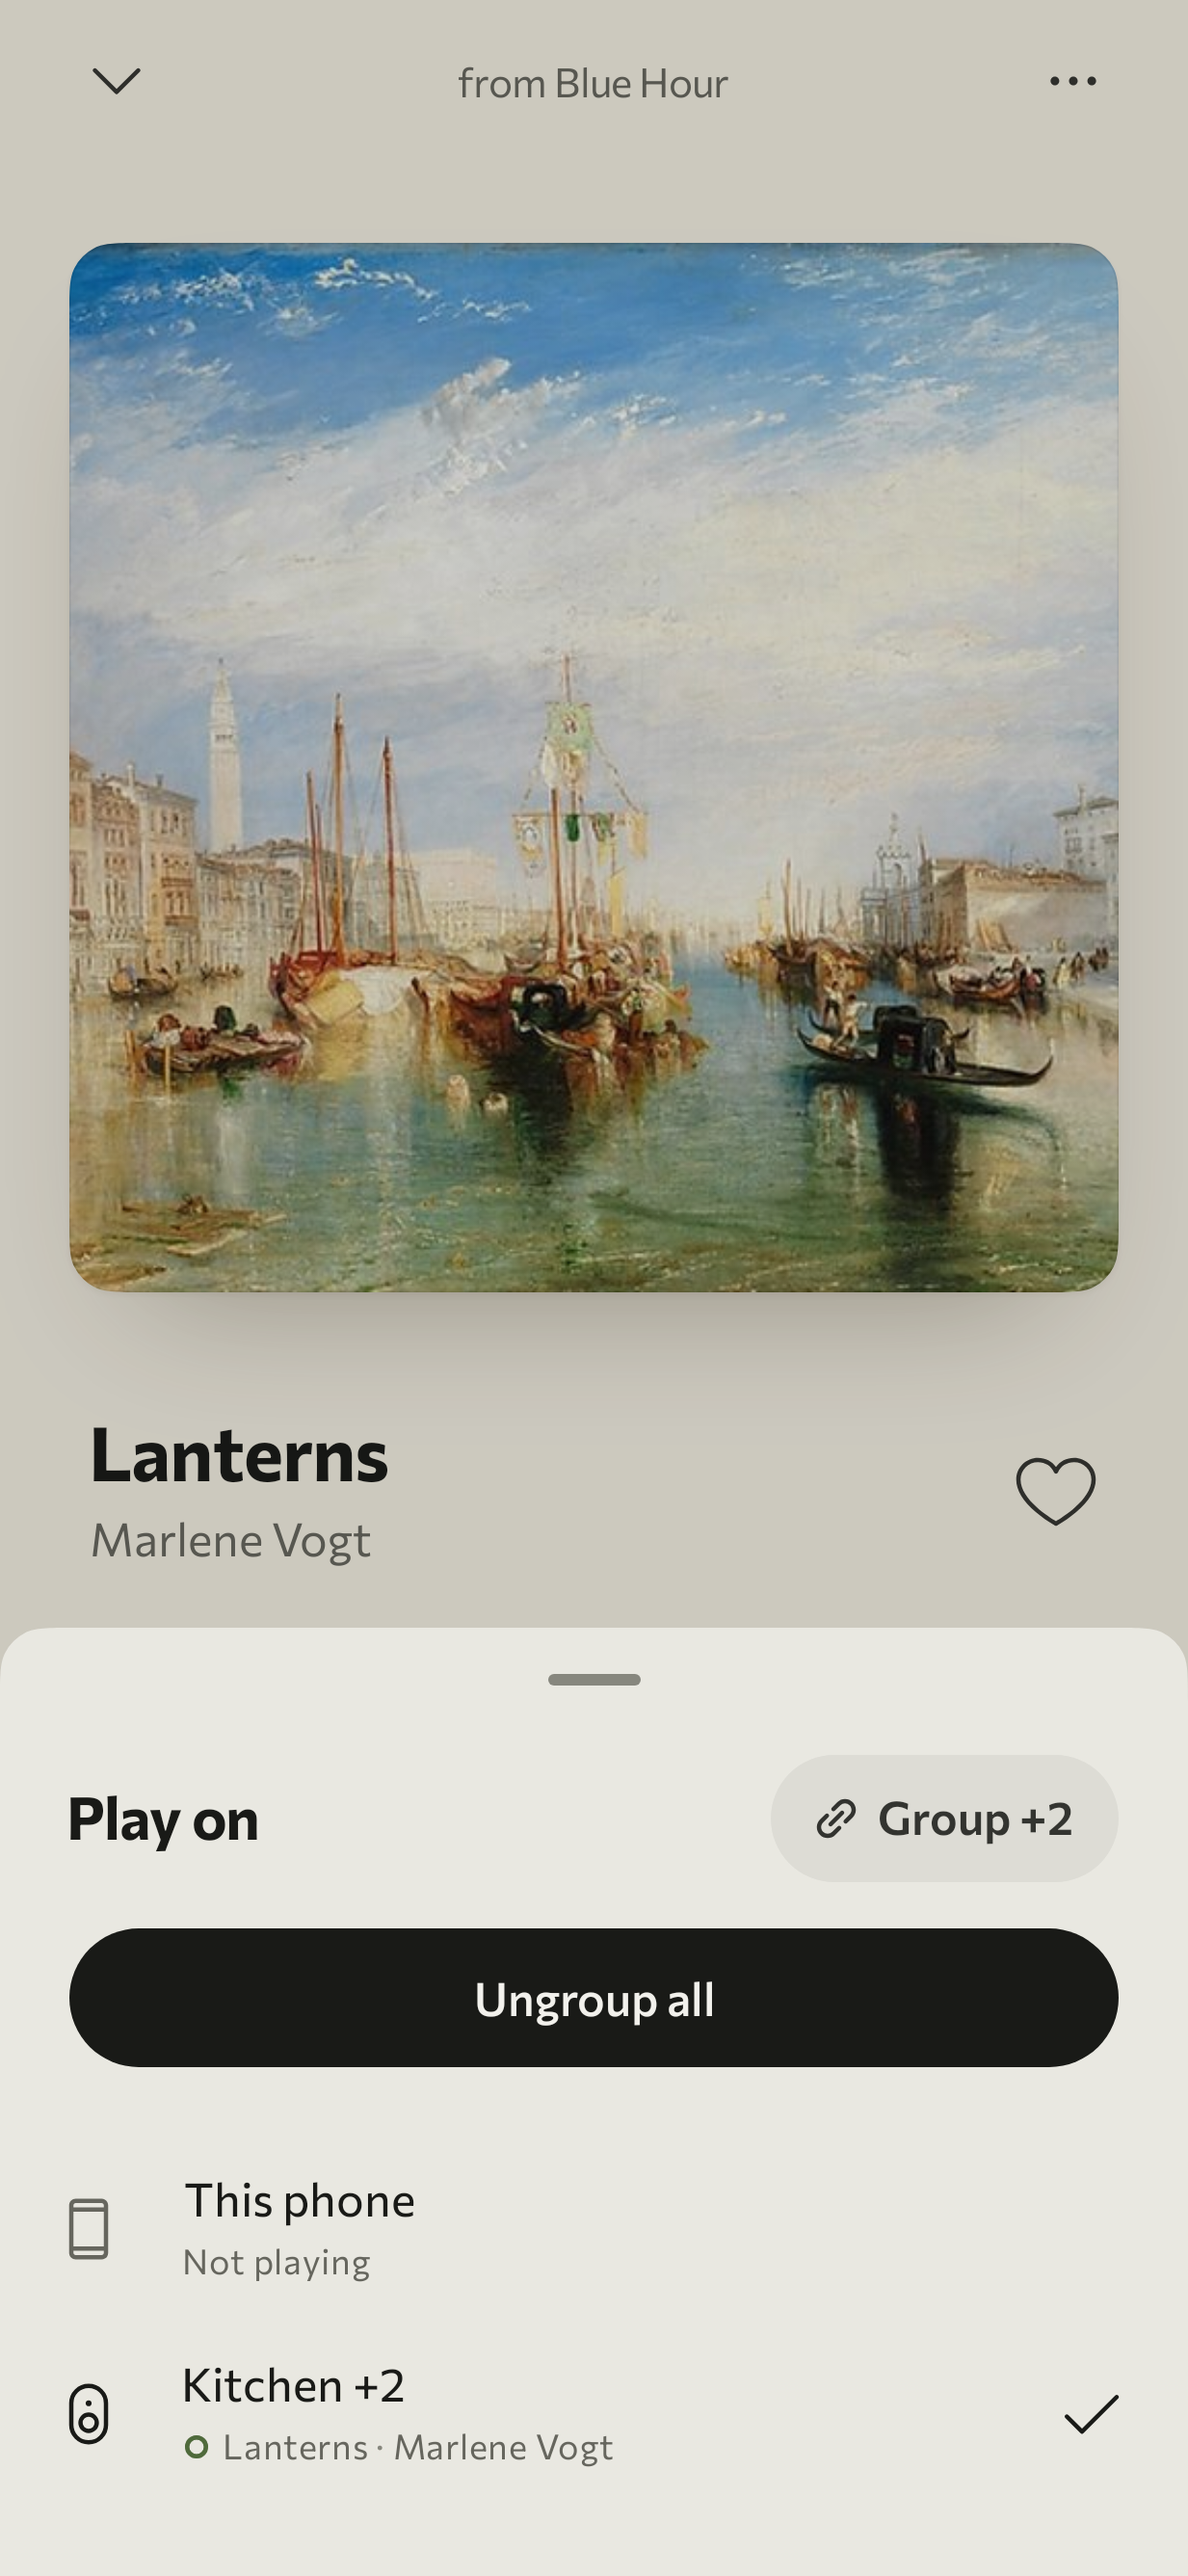 from Blue Hour
Lanterns
Marlene Vogt
Play on
Group +2
Ungroup all
This phone
Not playing
Kitchen +2
Lanterns · Marlene Vogt